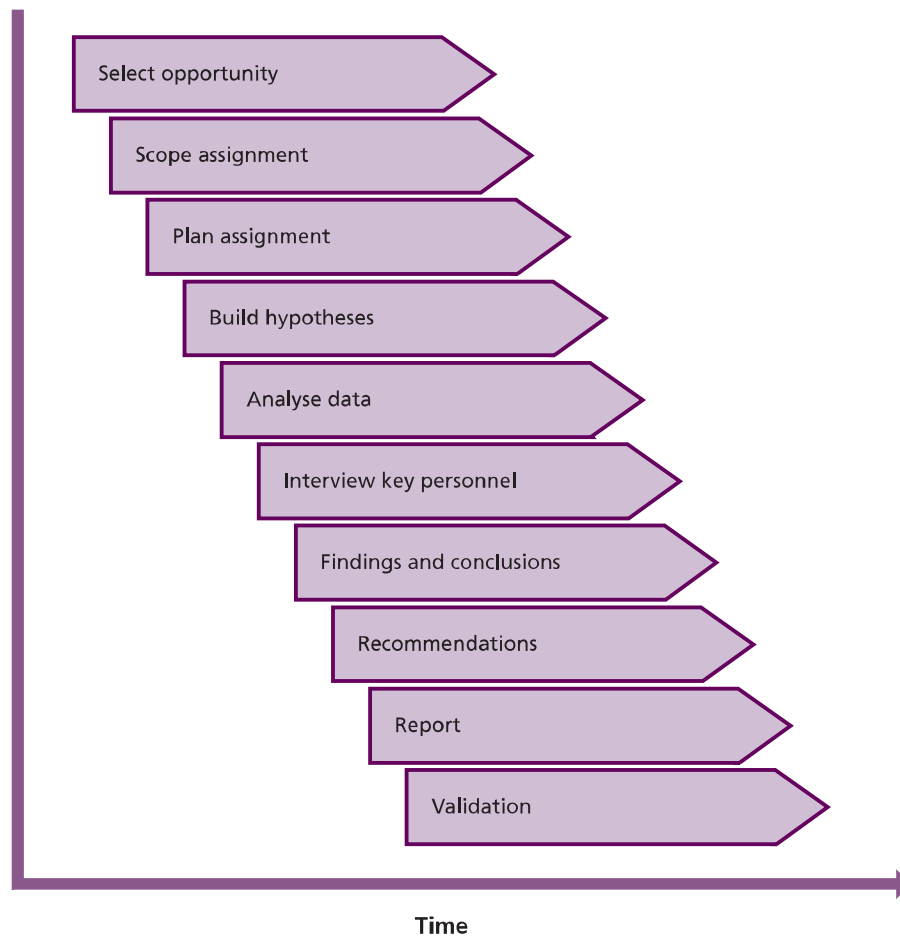 Select opportunity
Scope assignment
Plan assignment
Build hypotheses
Analyse data
Interview key personnel
Findings and conclusions
Recommendations
Report
Validation
Time